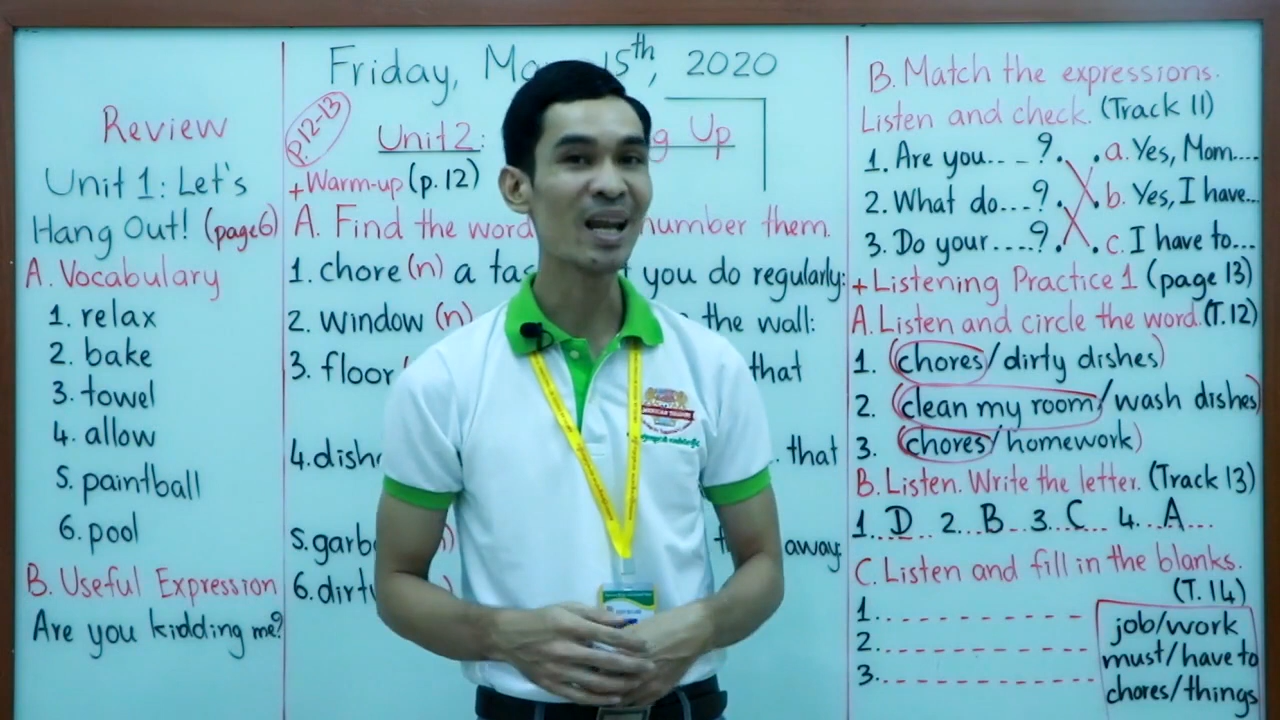 Review
Unit 1: Let's
Hang Out! (page 6)
A. Vocabulary
1. relax
2. bake
3. towel
4. allow
5. paintball
6. pool
B. Useful Expression
Are you kidding me?
Friday, 15th, 2020
P.12-13
Unit 2: Up
+ Warm-up (p. 12)
A. Find the number them.
1. chore (n) a you do regularly:
2. window (n) the wall:
3. floor that
4. that
5. away:
6.
B. Match the expressions.
Listen and check. (Track 11)
1. Are you.. _ _ ?. .a. Yes, Mom....
2. What do...._?. .b. Yes, I have...
3. Do your ....?. .c. I have to...
+ Listening Practice 1 (page 13)
A. Listen and circle the word. (T.12)
1. (chores/dirty dishes)
2. (clean my room/wash dishes)
3. (chores/homework)
B. Listen. Write the letter. (Track 13)
1. D 2. B 3. C 4. A
C. Listen and fill in the blanks.
(T. 14)
1.
2.
3.
job/work
must/have to
chores/things